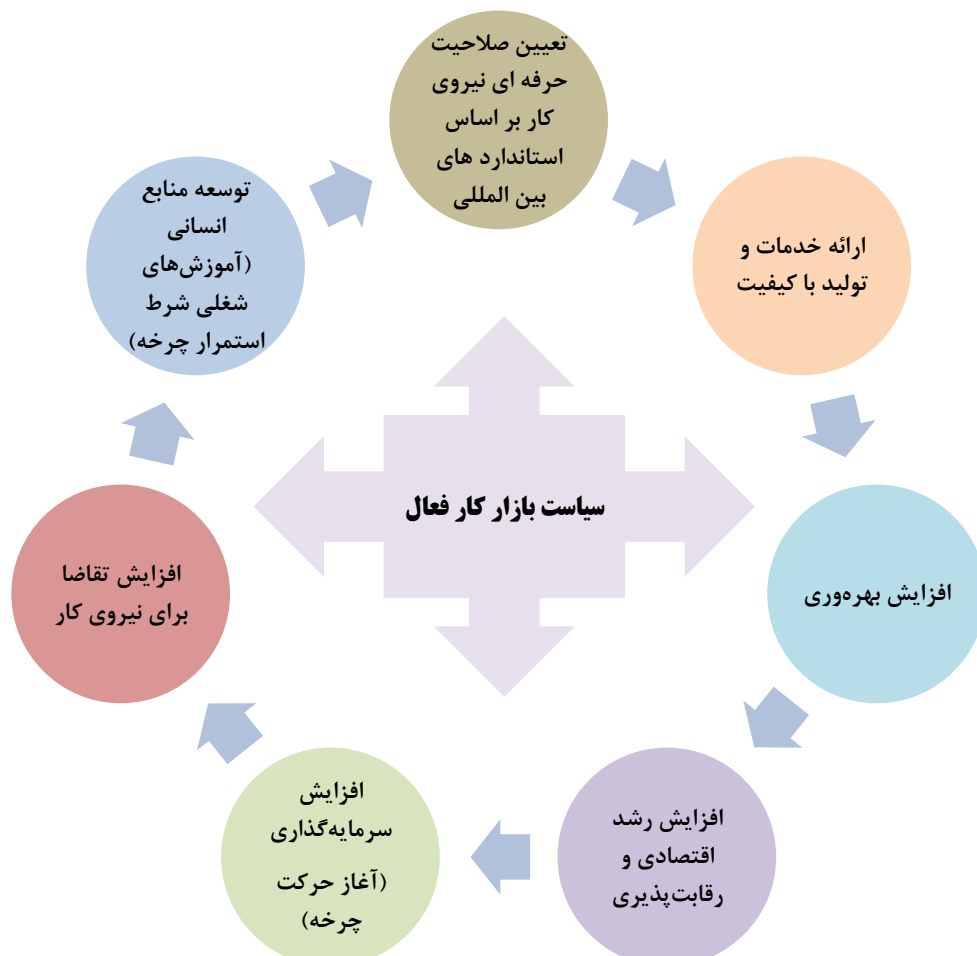 تعیین صلاحیت
حرفه ای نیروی
کار بر اساس
استاندارد های
بین المللی
ارائه خدمات و
تولید با کیفیت
افزایش بهره‌وری
افزایش رشد
اقتصادی و
رقابت‌پذیری
افزایش
سرمایه‌گذاری
(آغاز حرکت
چرخه)
افزایش تقاضا
برای نیروی کار
توسعه منابع
انسانی
(آموزش‌های
شغلی شرط
استمرار چرخه)
سیاست بازار کار فعال